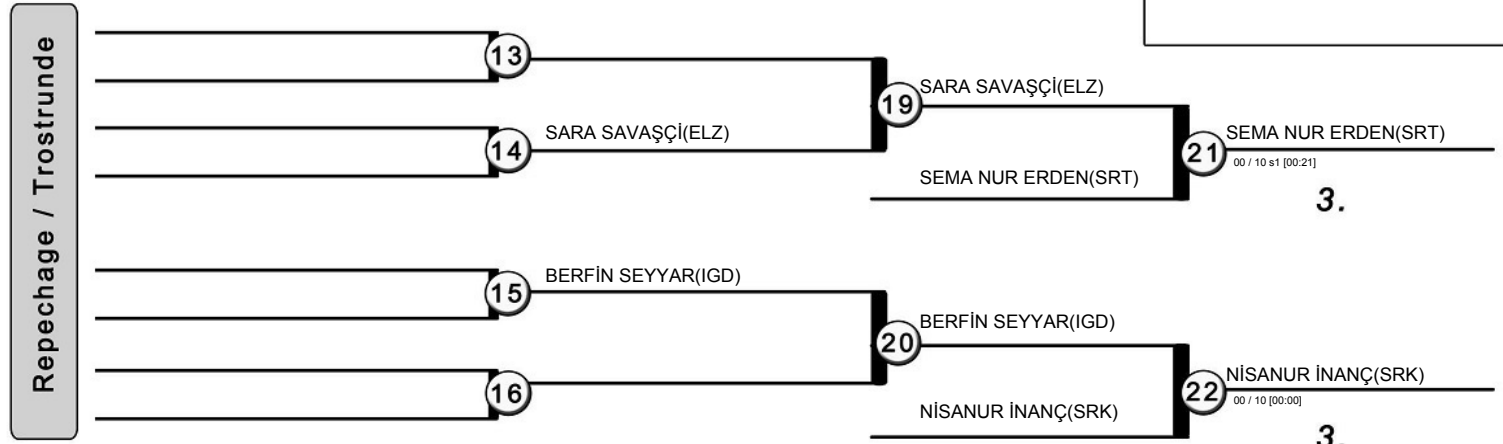 Repechage / Trostrunde
13
SARA SAVAŞÇİ(ELZ)
19
SARA SAVAŞÇİ(ELZ)
14
SEMA NUR ERDEN(SRT)
21
SEMA NUR ERDEN(SRT)
00 / 10 s1 [00:21]
3.
BERFİN SEYYAR(IGD)
15
BERFİN SEYYAR(IGD)
20
16
NİSANUR İNANÇ(SRK)
22
NİSANUR İNANÇ(SRK)
00 / 10 [00:00]
3.